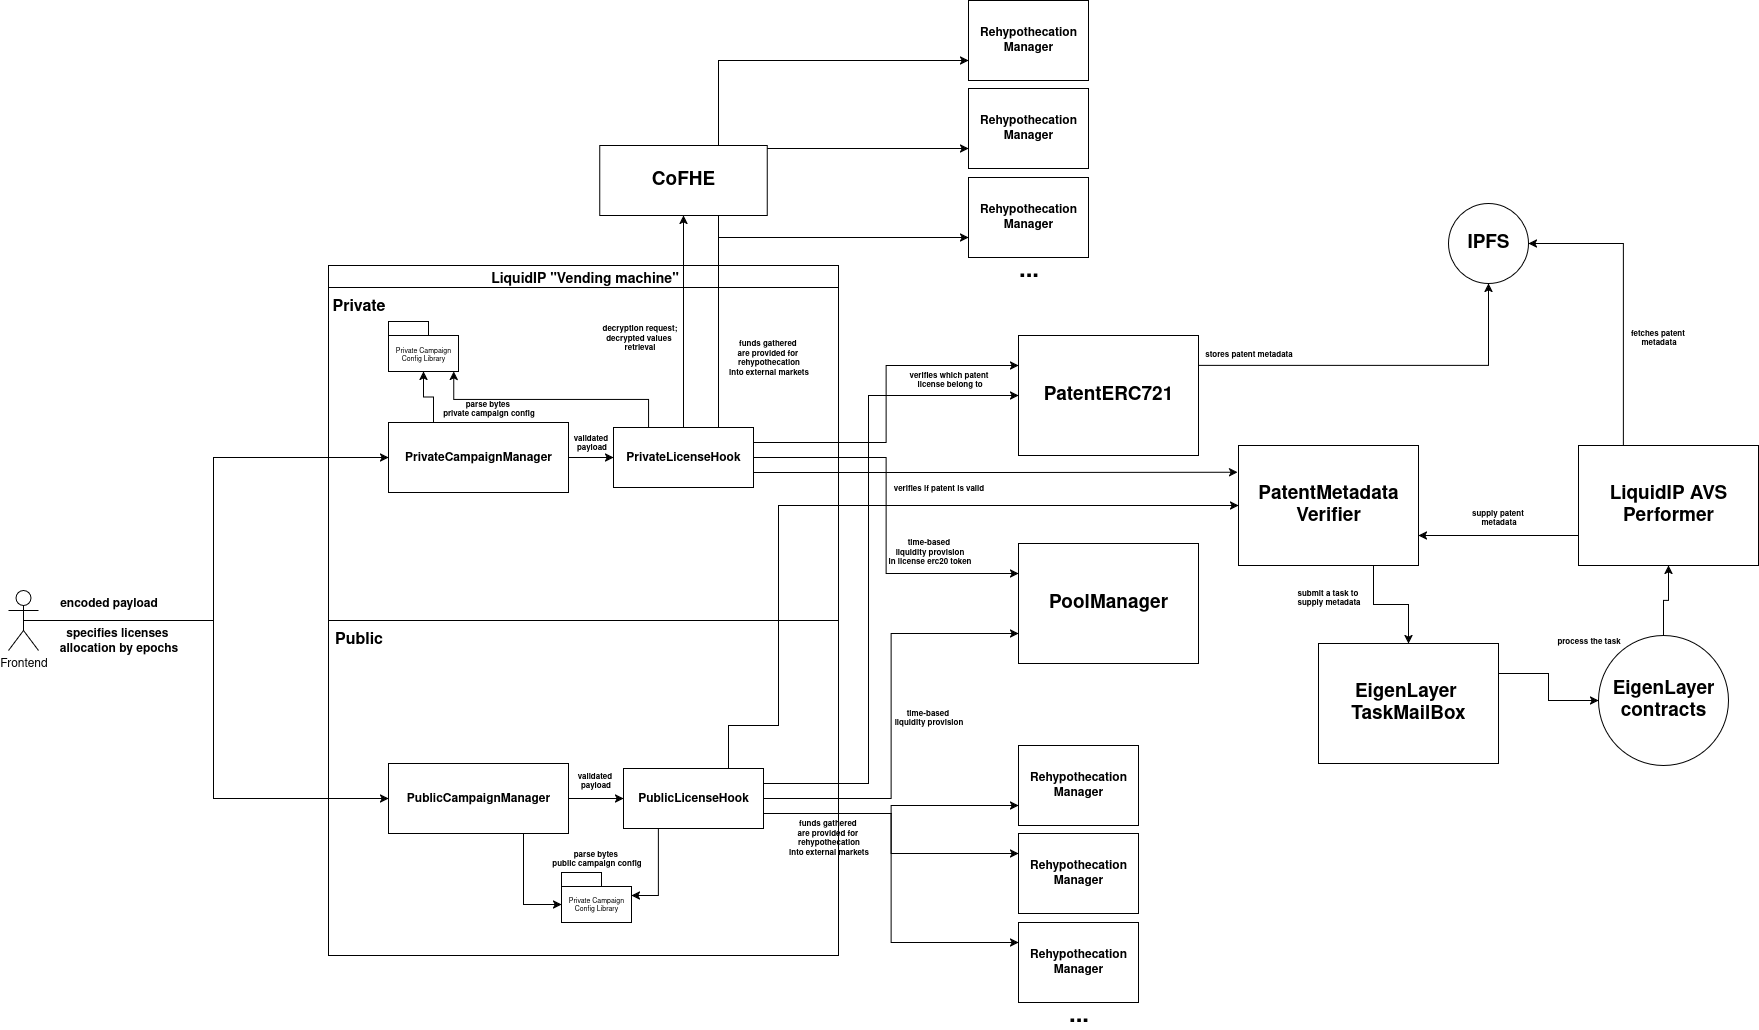 Rehypothecation
Manager
Rehypothecation
Manager
CoFHE
Rehypothecation
Manager
...
IPFS
LiquidIP "Vending machine"
Private
decryption request;
decrypted values
retrieval
funds gathered
are provided for
rehypothecation
into external markets
Private Campaign
Config Library
fetches patent
metadata
stores patent metadata
verifies which patent
license belong to
PatentERC721
parse bytes
private campaign config
validated
payload
PrivateCampaignManager
PrivateLicenseHook
verifies if patent is valid
PatentMetadata
Verifier
supply patent
metadata
LiquidIP AVS
Performer
time-based
liquidity provision
in license erc20 token
PoolManager
submit a task to
supply metadata
encoded payload
specifies licenses
allocation by epochs
Frontend
Public
process the task
EigenLayer
TaskMailBox
EigenLayer
contracts
time-based
liquidity provision
validated
payload
PublicCampaignManager
PublicLicenseHook
Rehypothecation
Manager
funds gathered
are provided for
rehypothecation
into external markets
parse bytes
public campaign config
Private Campaign
Config Library
Rehypothecation
Manager
Rehypothecation
Manager
...